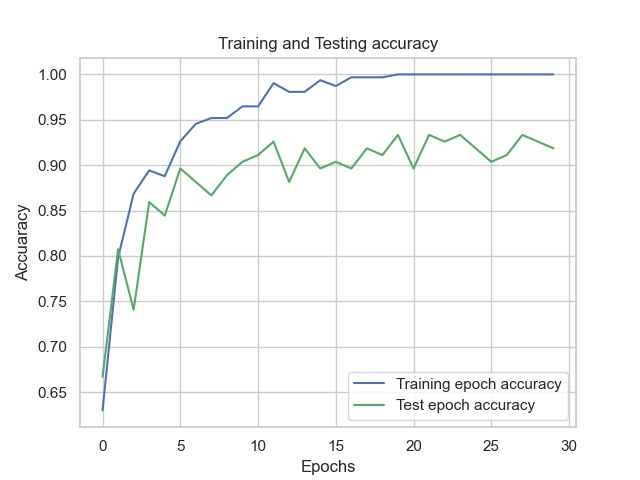 Training and Testing accuracy
1.00
0.95
0.90
0.85
0.80
0.75
0.70
0.65
Accuaracy
Training epoch accuracy
Test epoch accuracy
0 5 10 15 20 25 30
Epochs